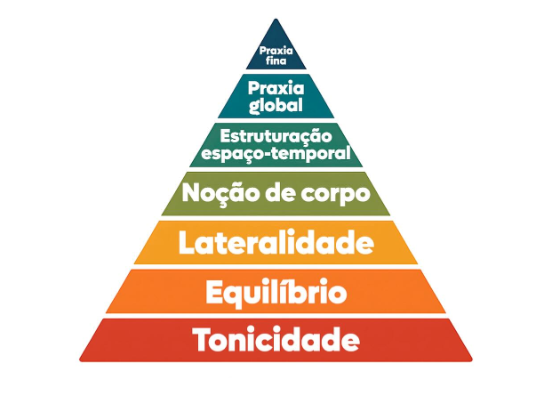 Praxia
fina
Praxia
global
Estruturação
espaço-temporal
Noção de corpo
Lateralidade
Equilíbrio
Tonicidade